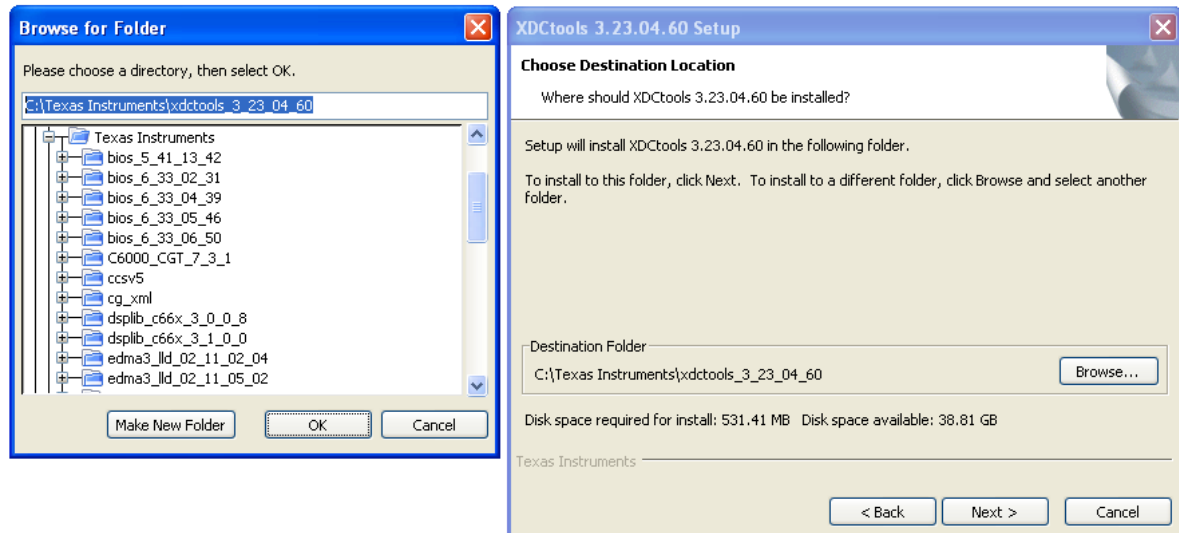 Browse for Folder
Please choose a directory, then select OK.
C:\Texas Instruments\xdctools_3_23_04_60
Texas Instruments
bios_5_41_13_42
bios_6_33_02_31
bios_6_33_04_39
bios_6_33_05_46
bios_6_33_06_50
C6000_CGT_7_3_1
ccsv5
cg_xml
dsplib_c66x_3_0_0_8
dsplib_c66x_3_1_0_0
edma3_lld_02_11_02_04
edma3_lld_02_11_05_02
Make New Folder
OK
Cancel
XDCtools 3.23.04.60 Setup
Choose Destination Location
Where should XDCtools 3.23.04.60 be installed?
Setup will install XDCtools 3.23.04.60 in the following folder.
To install to this folder, click Next.  To install to a different folder, click Browse and select another
folder.
Destination Folder
C:\Texas Instruments\xdctools_3_23_04_60
Browse...
Disk space required for install: 531.41 MB  Disk space available: 38.81 GB
Texas Instruments
< Back
Next >
Cancel